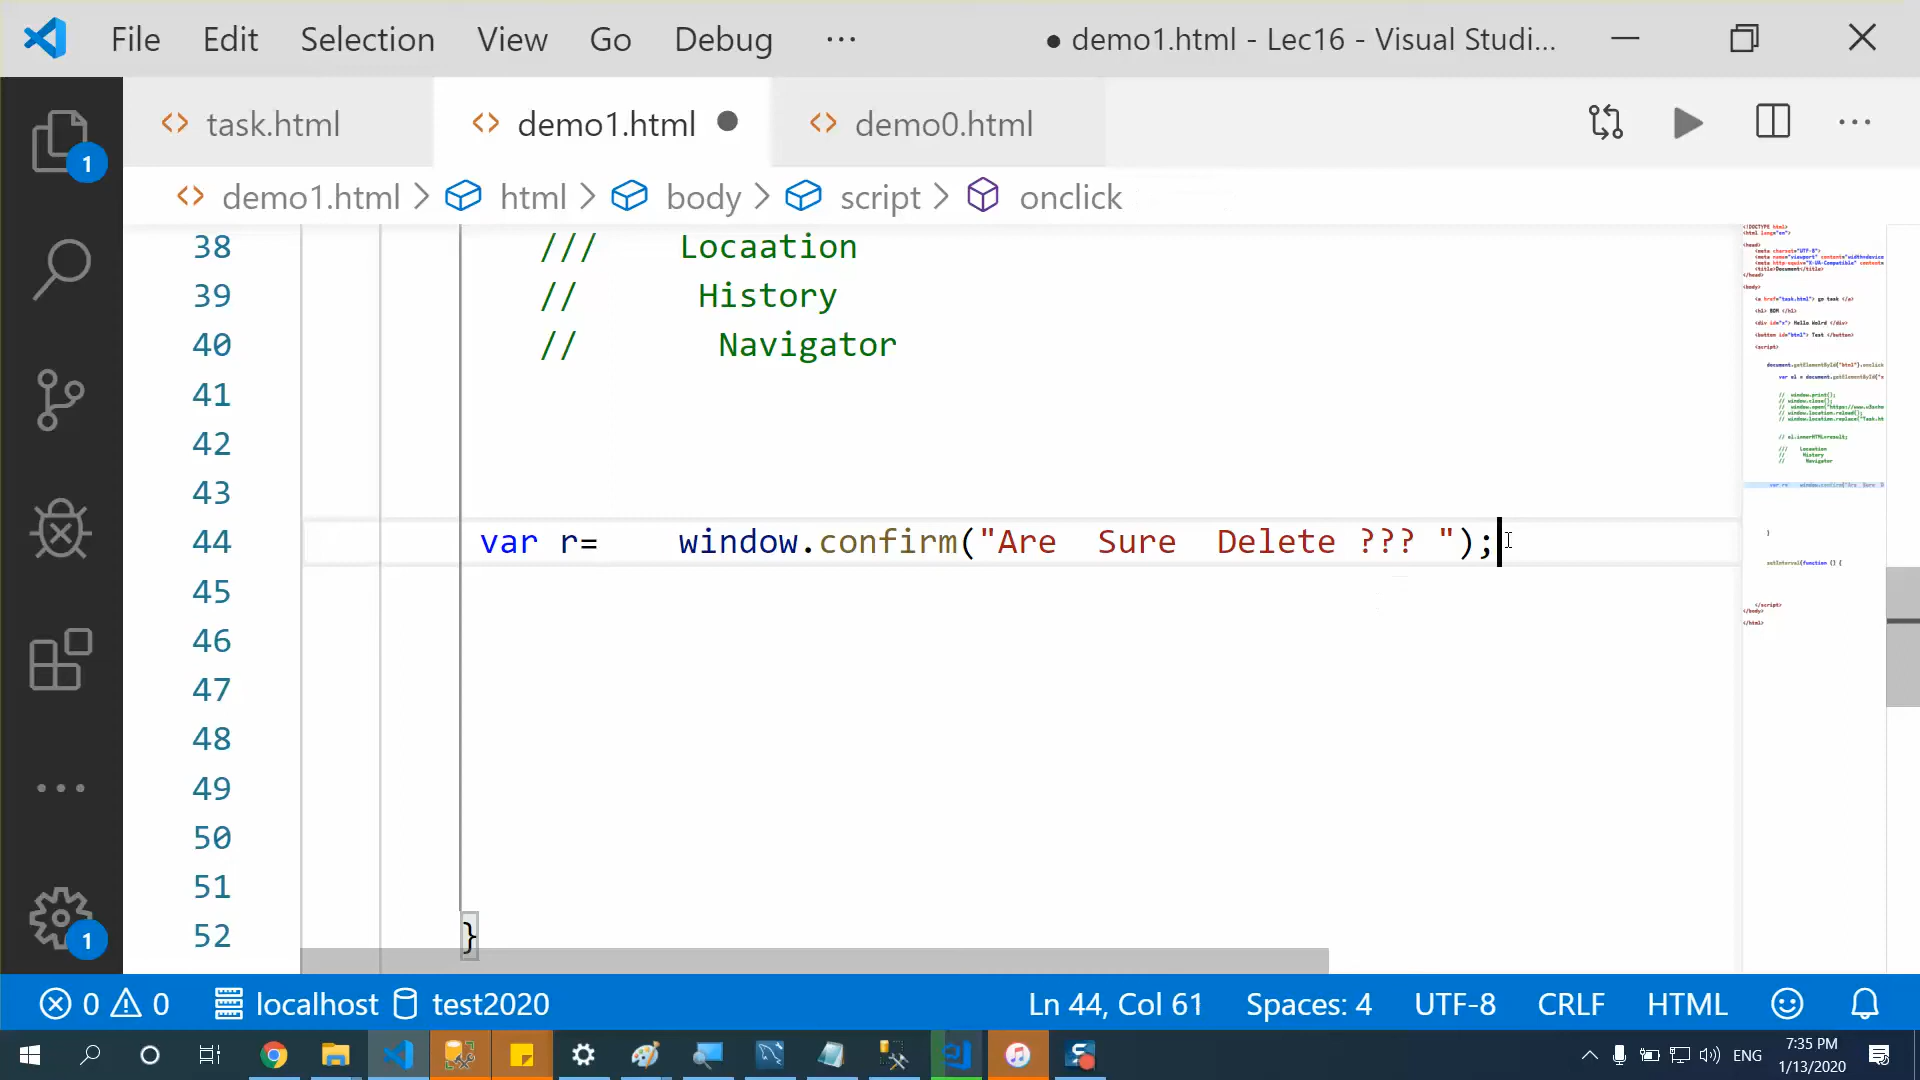 File Edit Selection View Go Debug ... ● demo1.html - Lec16 - Visual Studi...
task.html demo1.html demo0.html
demo1.html > html > body > script > onclick
38 /// Locaation
39 // History
40 // Navigator
41
42
43
44 var r= window.confirm("Are Sure Delete ??? ");
45
46
47
48
49
50
51
52 }
1
1
0 0 localhost test2020 Ln 44, Col 61 Spaces: 4 UTF-8 CRLF HTML
ENG 7:35 PM
1/13/2020